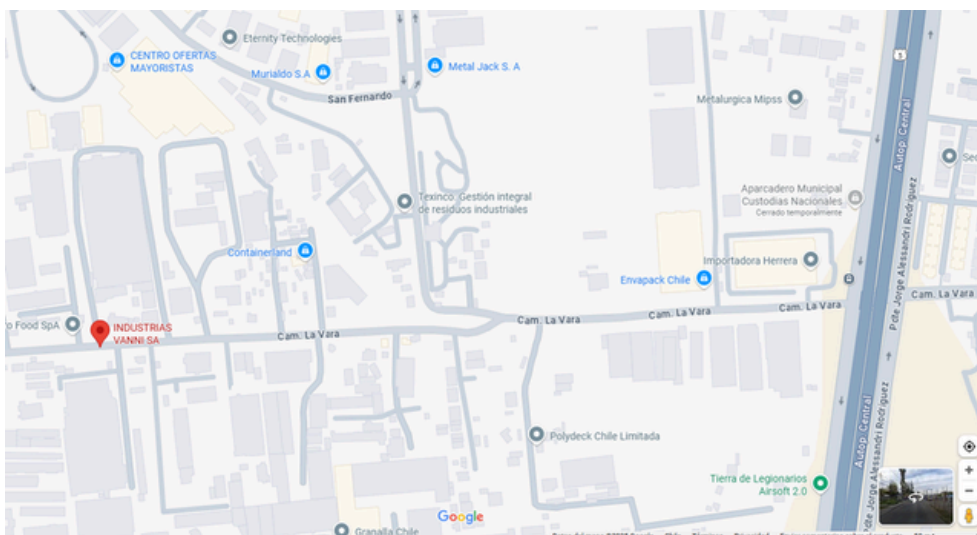 Eternity Technologies
CENTRO OFERTAS
MAYORISTAS
Murialdo S.A
Metal Jack S. A
San Fernando
Metalurgica Mipss
5
Autop. Central
Pdte Jorge Alessandri Rodriguez
Texinco. Gestión integral
de residuos industriales
Aparcadero Municipal
Custodias Nacionales
Cerrado temporalmente
Containerland
Importadora Herrera
Envapack Chile
Cam. La Vara
Cam. La Vara
Cam. La Vara
Cam. La Vara
o Food SpA
INDUSTRIAS
VANNI SA
Cam. La Vara
Polydeck Chile Limitada
Autop. Central
Pdte Jorge Alessandri Rodriguez
Tierra de Legionarios
Airsoft 2.0
Granalla Chile
Google